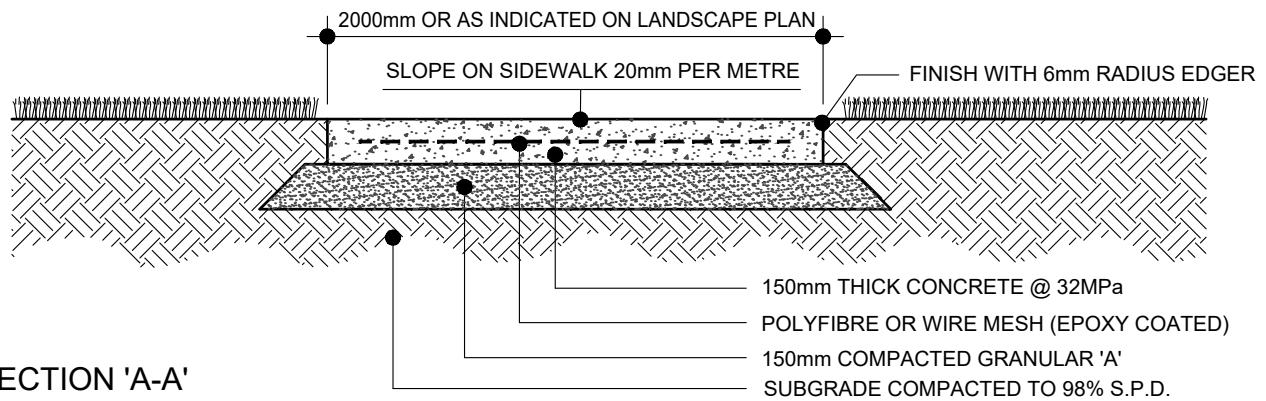 2000mm OR AS INDICATED ON LANDSCAPE PLAN
SLOPE ON SIDEWALK 20mm PER METRE
FINISH WITH 6mm RADIUS EDGER
150mm THICK CONCRETE @ 32MPa
POLYFIBRE OR WIRE MESH (EPOXY COATED)
150mm COMPACTED GRANULAR 'A'
SUBGRADE COMPACTED TO 98% S.P.D.
ECTION 'A-A'